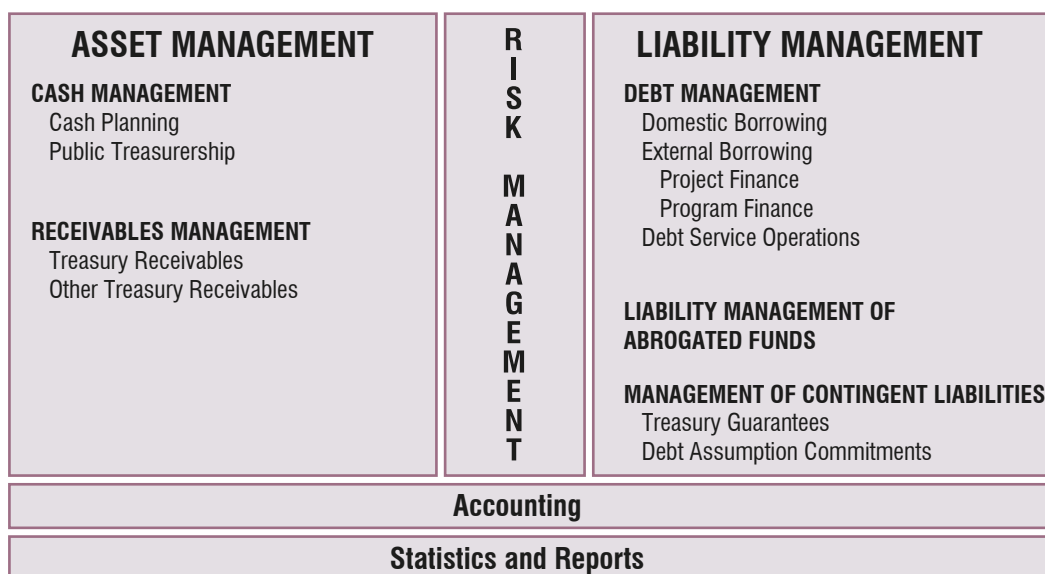 ASSET MANAGEMENT
CASH MANAGEMENT
Cash Planning
Public Treasurership
RECEIVABLES MANAGEMENT
Treasury Receivables
Other Treasury Receivables
RISK MANAGEMENT
LIABILITY MANAGEMENT
DEBT MANAGEMENT
Domestic Borrowing
External Borrowing
Project Finance
Program Finance
Debt Service Operations
LIABILITY MANAGEMENT OF
ABROGATED FUNDS
MANAGEMENT OF CONTINGENT LIABILITIES
Treasury Guarantees
Debt Assumption Commitments
Accounting
Statistics and Reports